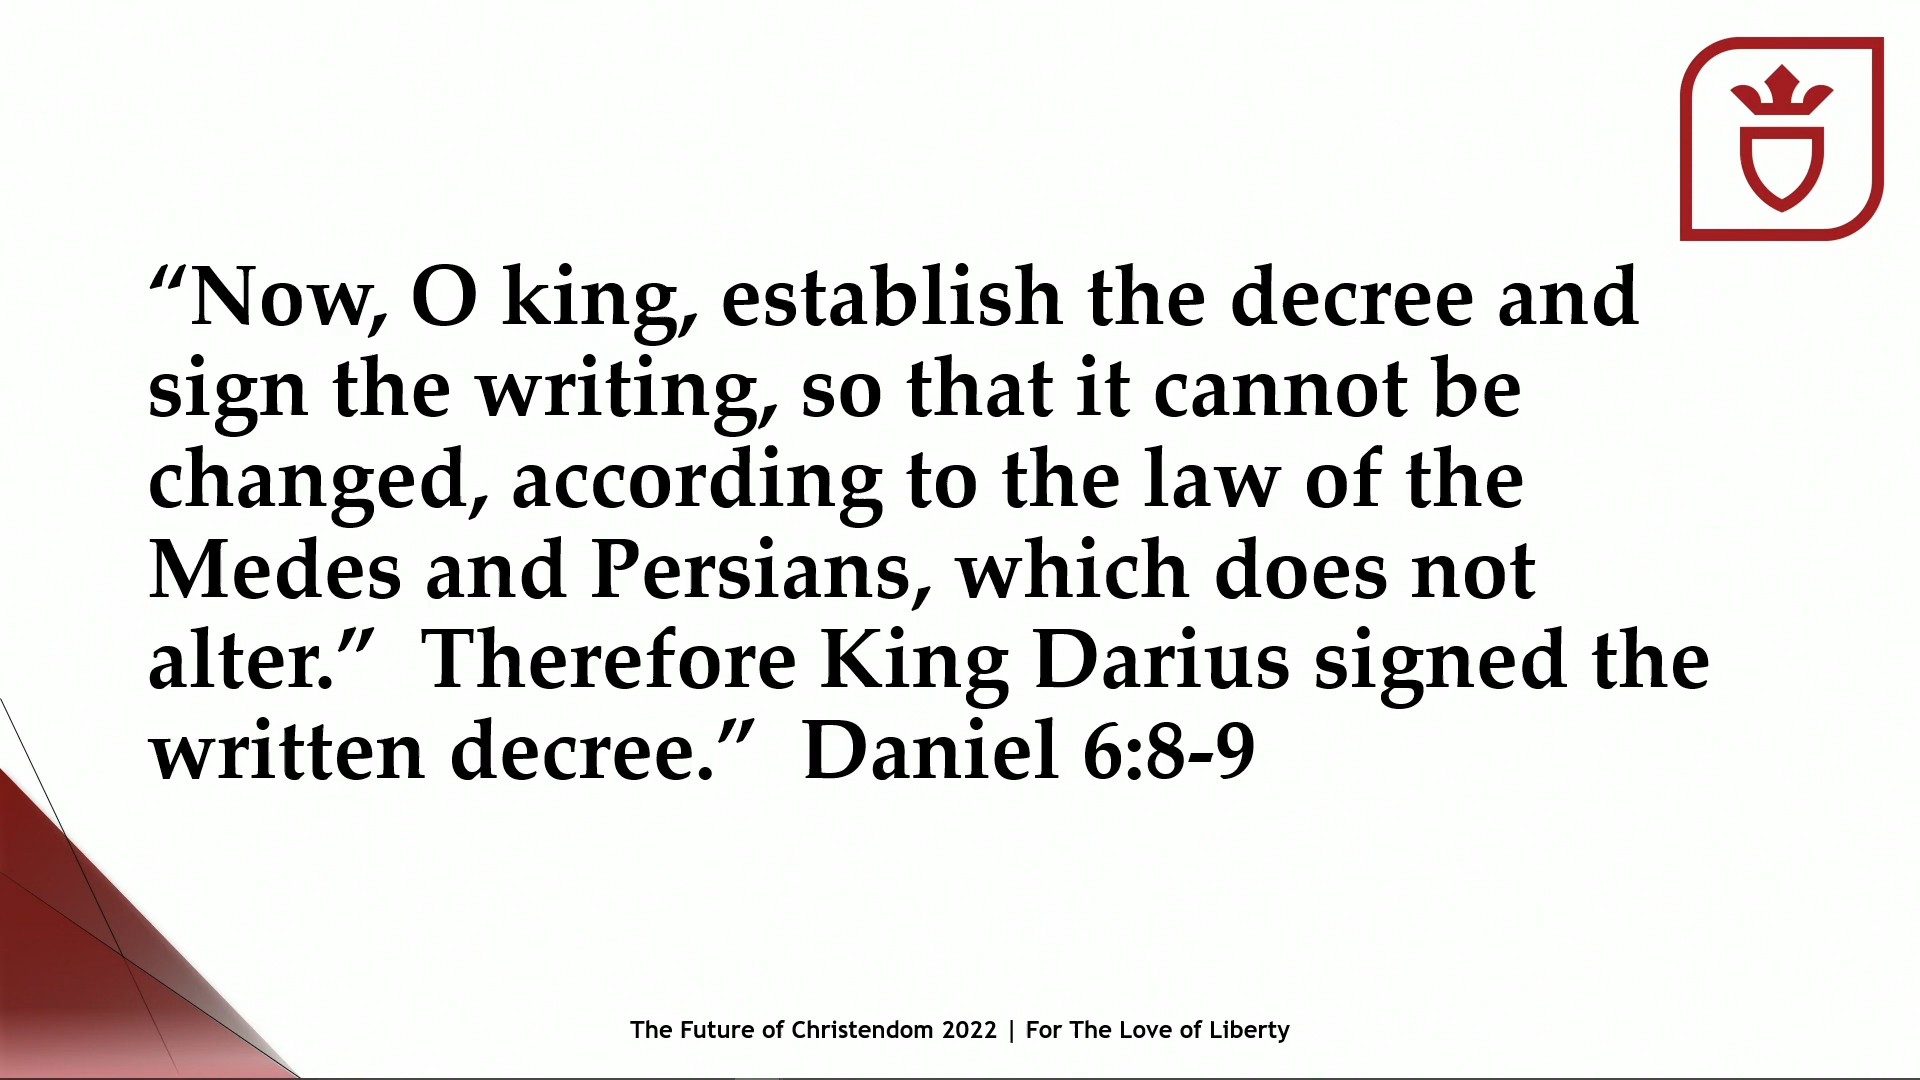 “Now, O king, establish the decree and
sign the writing, so that it cannot be
changed, according to the law of the
Medes and Persians, which does not
alter.”  Therefore King Darius signed the
written decree.”  Daniel 6:8-9
The Future of Christendom 2022 | For The Love of Liberty